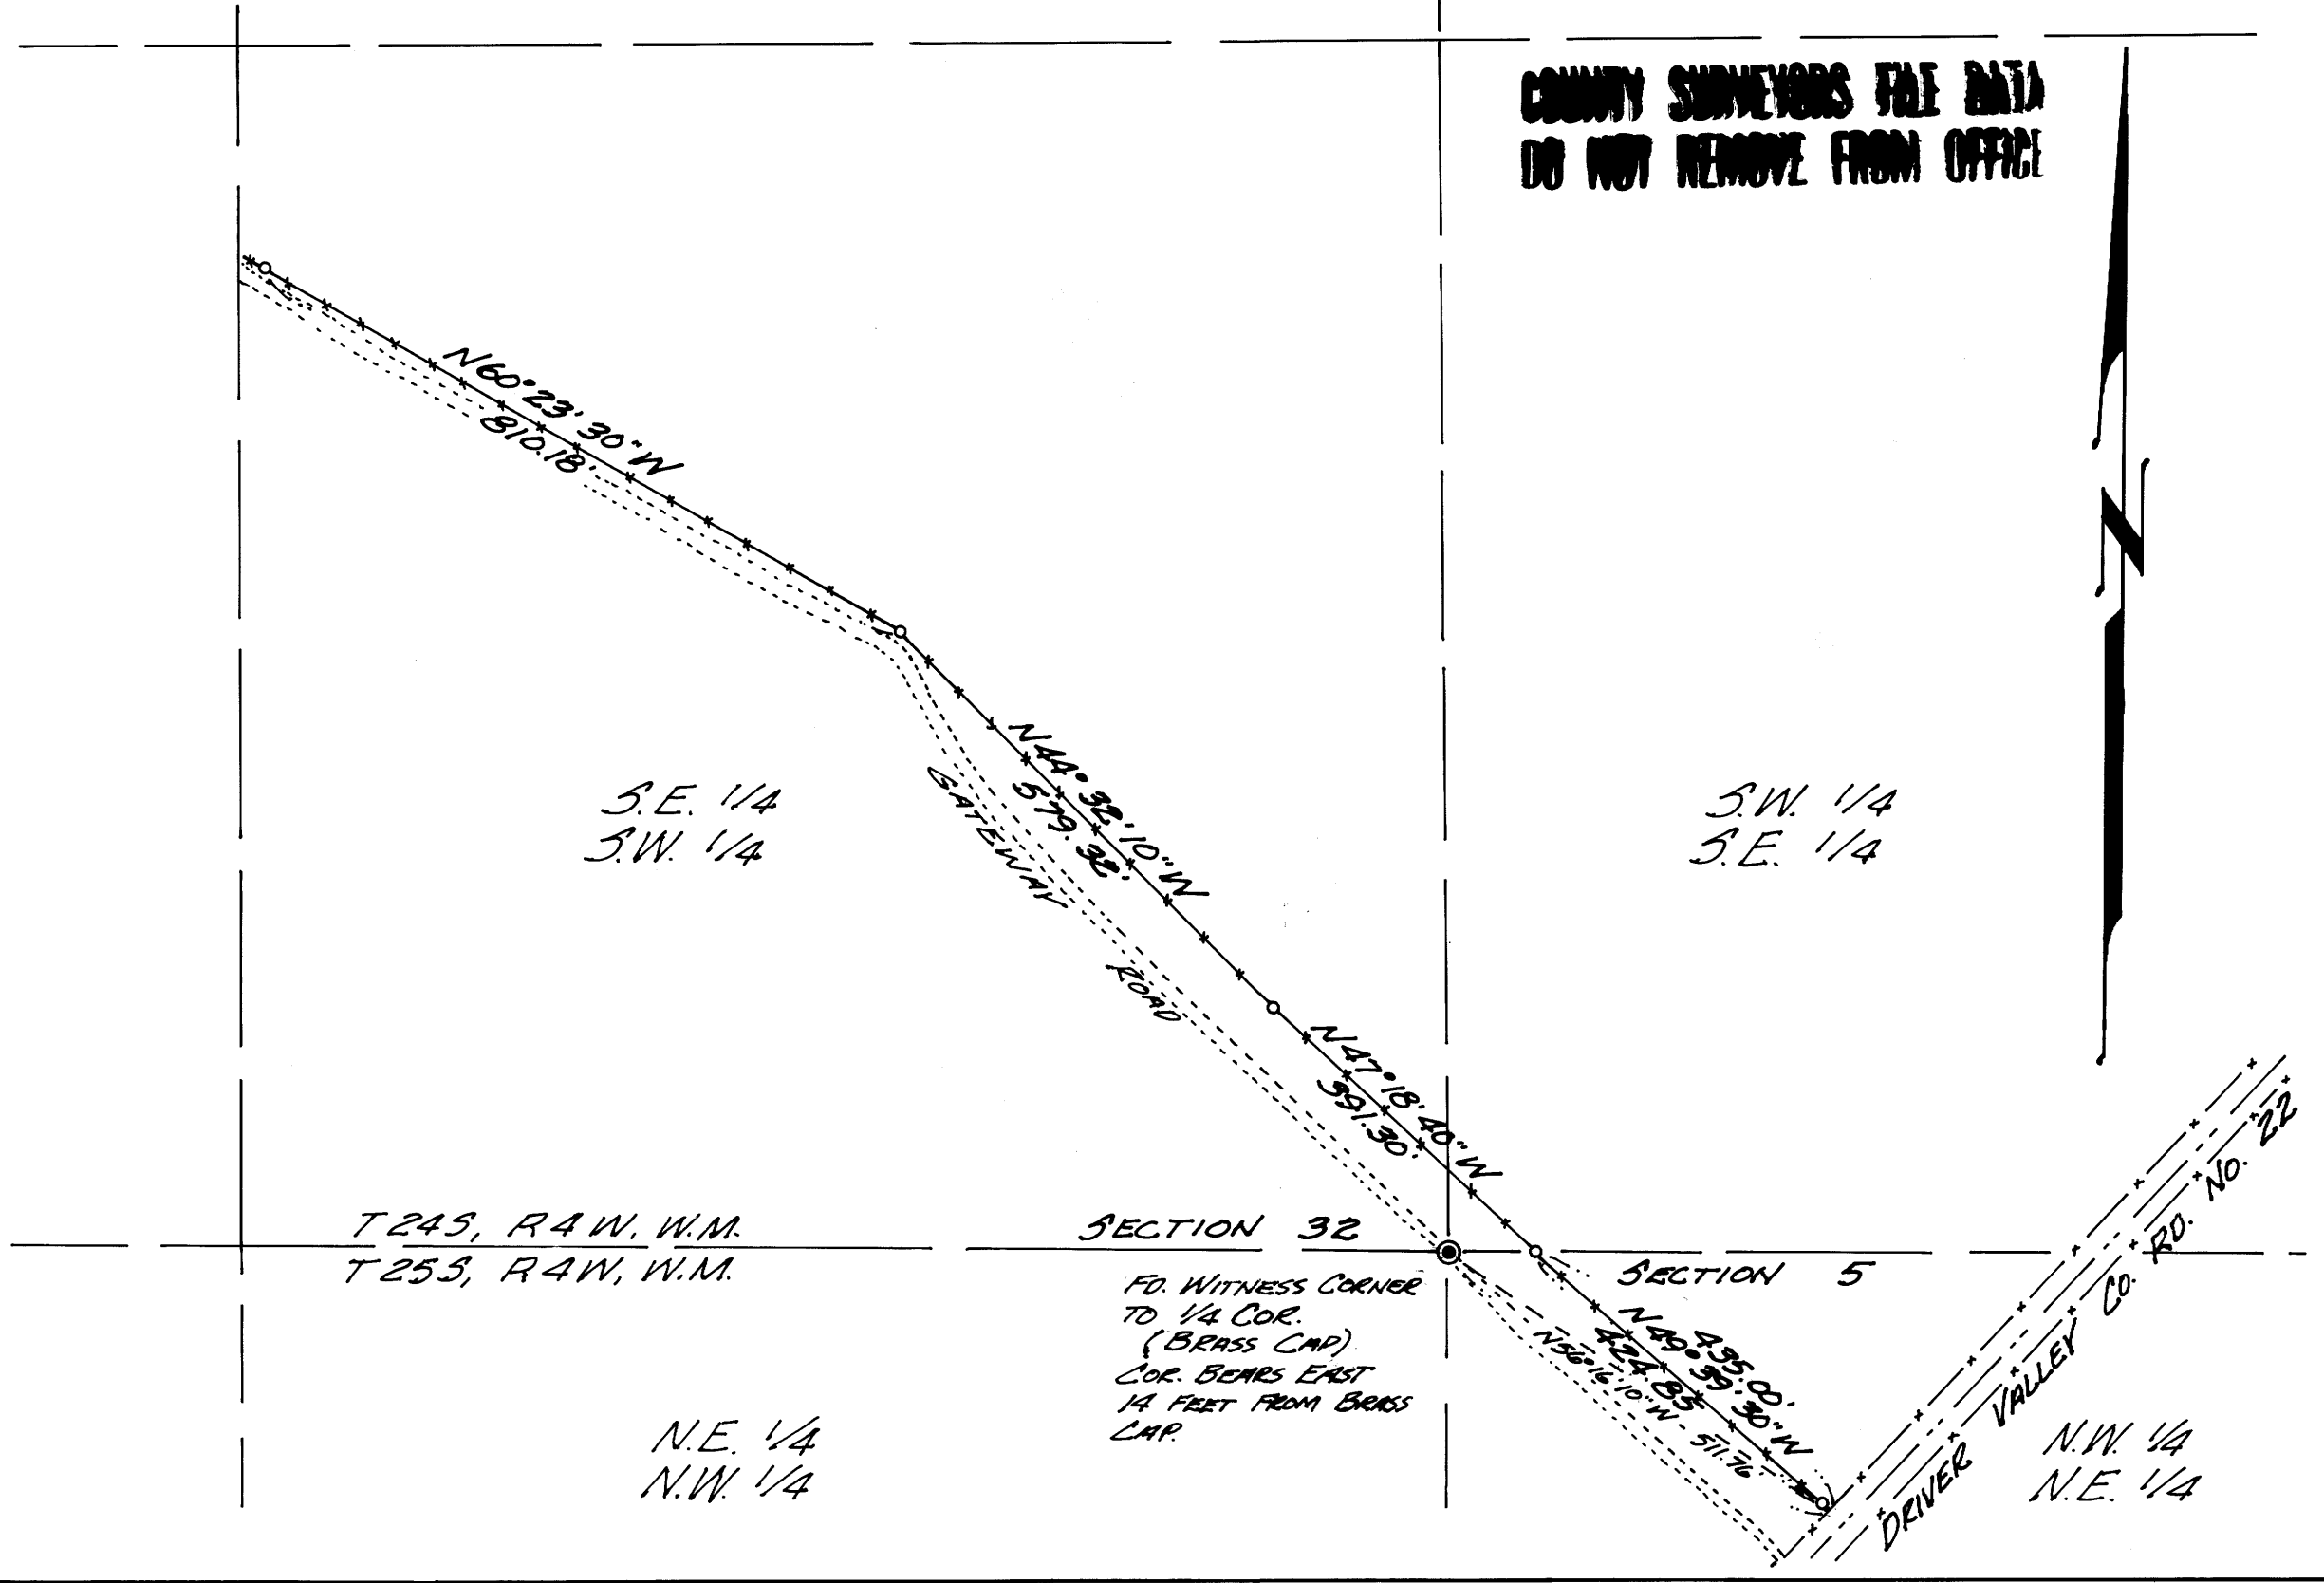 COUNTY SURVEYORS FILE DATA
DO NOT REMOVE FROM OFFICE
N60°23'30"W
810.18'
N
N44°32'10"W
579.32'
S.E. 1/4
S.W. 1/4
S.W. 1/4
S.E. 1/4
GATEWAY ROAD
N47°18'40"W
391.30'
T24S, R4W, W.M.
T25S, R4W, W.M.
SECTION 32
SECTION 5
DRIVER VALLEY CO. RD. NO. 22
FD. WITNESS CORNER
TO 1/4 COR.
(BRASS CAP)
COR. BEARS EAST
14 FEET FROM BRASS
CAP.
435.00'
N49°39'30"W
424.85
N56°16'10"W - 511.76'
N.E. 1/4
N.W. 1/4
N.W. 1/4
N.E. 1/4